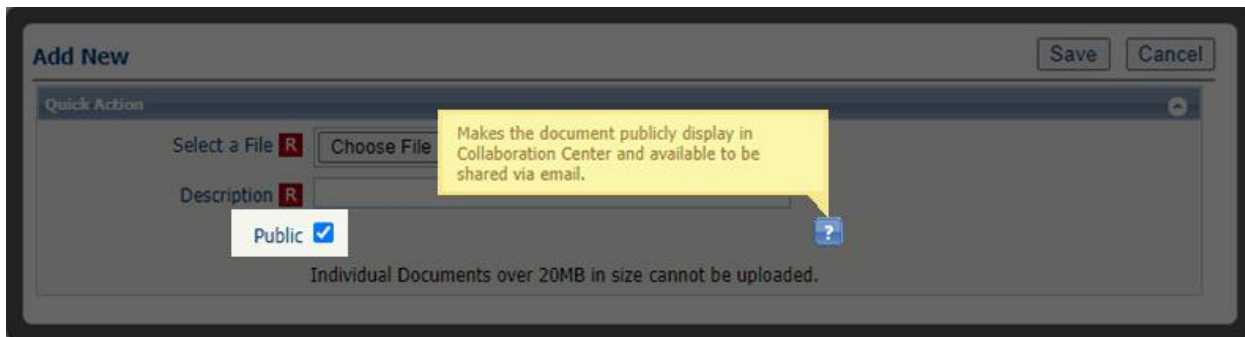 Add New
Save Cancel
Quick Action
Select a File R Choose File
Makes the document publicly display in
Collaboration Center and available to be
shared via email.
Description R
Public
?
Individual Documents over 20MB in size cannot be uploaded.